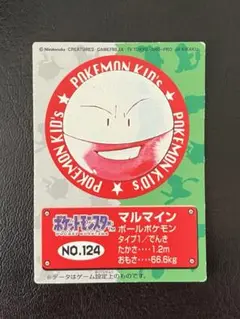 POKÉMON KID's
POKÉMON KID's
POKÉMON KID's
ポケットモンスター
NO.124
マルマイン
ボールポケモン
タイプ1/でんき
たかさ‥‥1.2m
おもさ‥‥66.6kg
※データはゲーム設定上のものです。